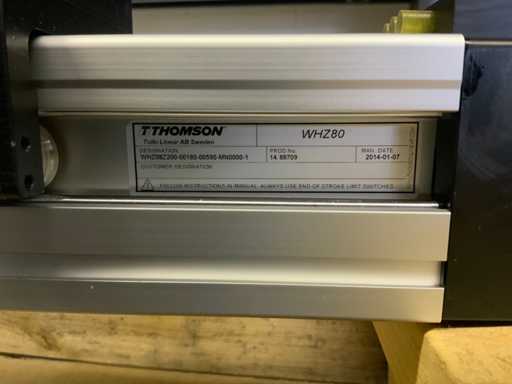 THOMSON
WHZ80
Tollo Linear AB Sweden
DESIGNATION PROD.No. MAN. DATE
WHZ08Z200-00180-00595-MN0000-1 14. 88709 2014-01-07
CUSTOMER DESIGNATION
FOLLOW INSTRUCTIONS IN MANUAL. ALWAYS USE END OF STROKE LIMIT SWITCHES